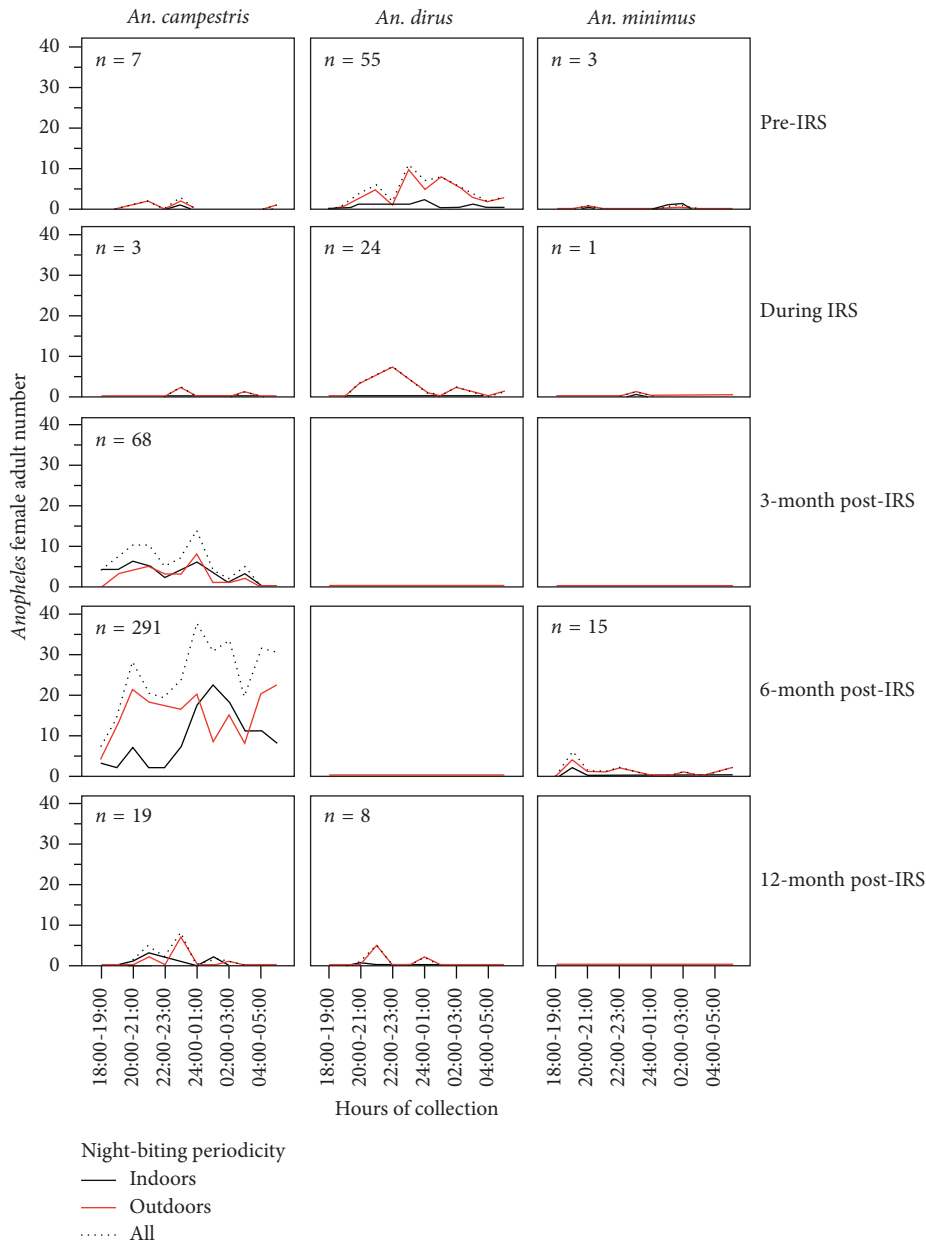 An. campestris An. dirus An. minimus
40
30
20
10
0
n = 7
n = 55
n = 3
Pre-IRS
40
30
20
10
0
n = 3
n = 24
n = 1
During IRS
40
30
20
10
0
n = 68
3-month post-IRS
40
30
20
10
0
n = 291
n = 15
6-month post-IRS
40
30
20
10
0
n = 19
n = 8
12-month post-IRS
Anopheles female adult number
18:00-19:00
20:00-21:00
22:00-23:00
24:00-01:00
02:00-03:00
04:00-05:00
18:00-19:00
20:00-21:00
22:00-23:00
24:00-01:00
02:00-03:00
04:00-05:00
18:00-19:00
20:00-21:00
22:00-23:00
24:00-01:00
02:00-03:00
04:00-05:00
Hours of collection
Night-biting periodicity
Indoors
Outdoors
All